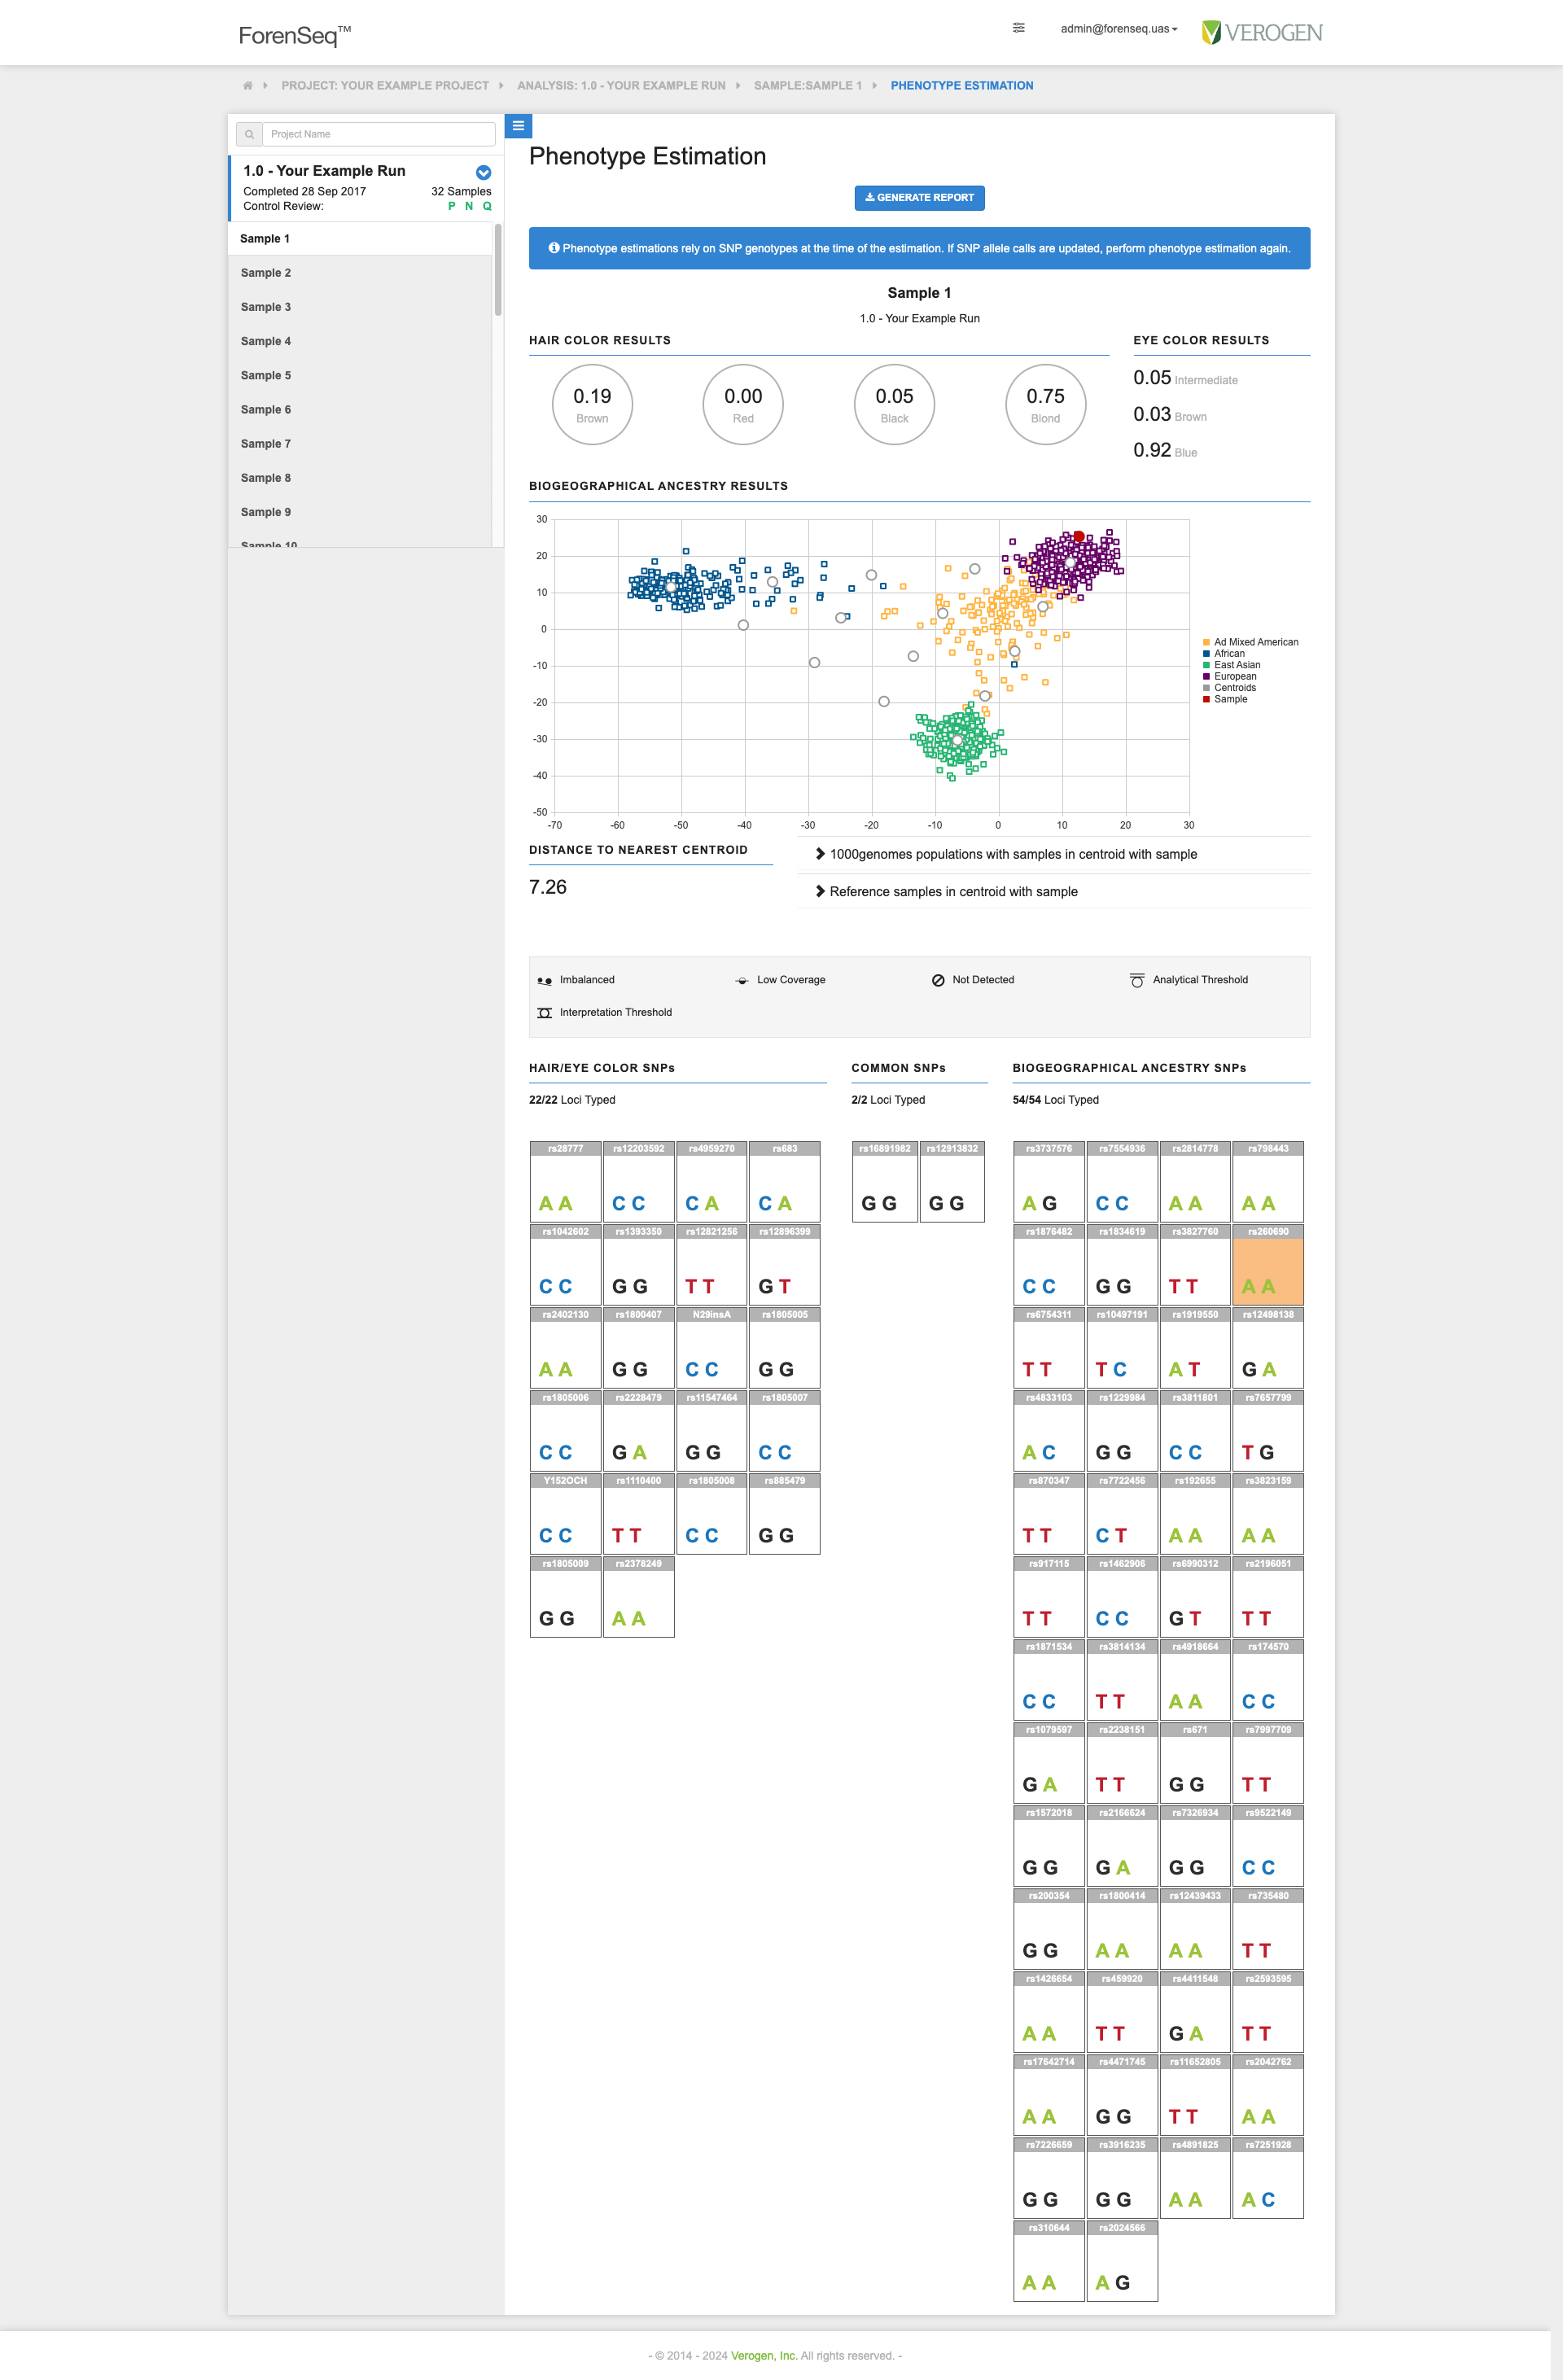 ForenSeq™
admin@forenseq.uas
VEROGEN
PROJECT: YOUR EXAMPLE PROJECT
ANALYSIS: 1.0 - YOUR EXAMPLE RUN
SAMPLE:SAMPLE 1
PHENOTYPE ESTIMATION
Project Name
1.0 - Your Example Run
Completed 28 Sep 2017 32 Samples
Control Review: P N Q
Sample 1
Sample 2
Sample 3
Sample 4
Sample 5
Sample 6
Sample 7
Sample 8
Sample 9
Sample 10
Phenotype Estimation
GENERATE REPORT
Phenotype estimations rely on SNP genotypes at the time of the estimation. If SNP allele calls are updated, perform phenotype estimation again.
Sample 1
1.0 - Your Example Run
HAIR COLOR RESULTS
0.19 Brown
0.00 Red
0.05 Black
0.75 Blond
EYE COLOR RESULTS
0.05 Intermediate
0.03 Brown
0.92 Blue
BIOGEOGRAPHICAL ANCESTRY RESULTS
30
20
10
0
-10
-20
-30
-40
-50
-70 -60 -50 -40 -30 -20 -10 0 10 20 30
Ad Mixed American
African
East Asian
European
Centroids
Sample
DISTANCE TO NEAREST CENTROID
7.26
1000genomes populations with samples in centroid with sample
Reference samples in centroid with sample
Imbalanced
Low Coverage
Not Detected
Analytical Threshold
Interpretation Threshold
HAIR/EYE COLOR SNPs
22/22 Loci Typed
rs28777 rs12203592 rs4959270 rs683
A A C C C A C A
rs1042602 rs1393350 rs12821256 rs12896399
C C G G T T G T
rs2402130 rs1800407 N29insA rs1805005
A A G G C C G G
rs1805006 rs2228479 rs11547464 rs1805007
C C G A G G C C
Y152OCH rs1110400 rs1805008 rs885479
C C T T C C G G
rs1805009 rs2378249
G G A A
COMMON SNPs
2/2 Loci Typed
rs16891982 rs12913832
G G G G
BIOGEOGRAPHICAL ANCESTRY SNPs
54/54 Loci Typed
rs3737576 rs7554936 rs2814778 rs798443
A G C C A A A A
rs1876482 rs1834619 rs3827760 rs260690
C C G G T T A A
rs6754311 rs10497191 rs1919550 rs12498138
T T T C A T G A
rs4833103 rs1229984 rs3811801 rs7657799
A C G G C C T G
rs870347 rs7722456 rs192655 rs3823159
T T C T A A A A
rs917115 rs1462906 rs6990312 rs2196051
T T C C G T T T
rs1871534 rs3814134 rs4918664 rs174570
C C T T A A C C
rs1079597 rs2238151 rs671 rs7997709
G A T T G G T T
rs1572018 rs2166624 rs7326934 rs9522149
G G G A G G C C
rs200354 rs1800414 rs12439433 rs735480
G G A A A A T T
rs1426654 rs459920 rs4411548 rs2593595
A A T T G A T T
rs17642714 rs4471745 rs11652805 rs2042762
A A G G T T A A
rs7226659 rs3916235 rs4891825 rs7251928
G G G G A A A C
rs310644 rs2024566
A A A G
- © 2014 - 2024 Verogen, Inc. All rights reserved. -